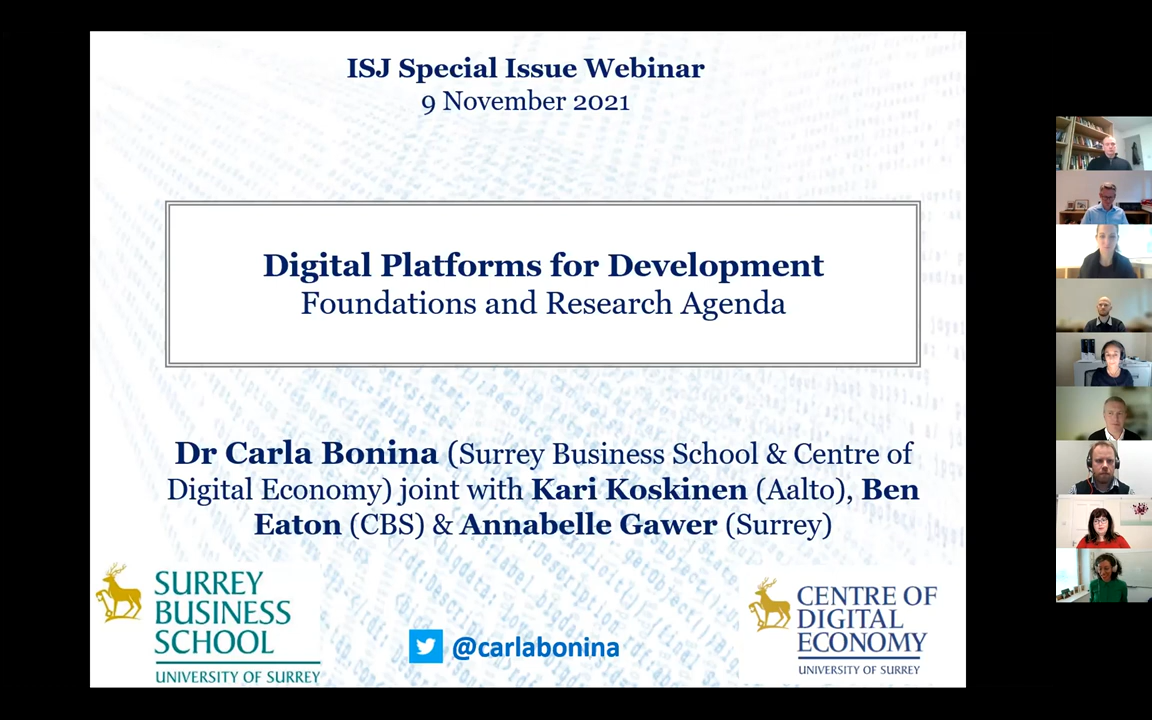 ISJ Special Issue Webinar
9 November 2021
Digital Platforms for Development
Foundations and Research Agenda
Dr Carla Bonina (Surrey Business School & Centre of
Digital Economy) joint with Kari Koskinen (Aalto), Ben
Eaton (CBS) & Annabelle Gawer (Surrey)
SURREY
BUSINESS
SCHOOL
UNIVERSITY OF SURREY
@carlabonina
CENTRE OF
DIGITAL
ECONOMY
UNIVERSITY OF SURREY